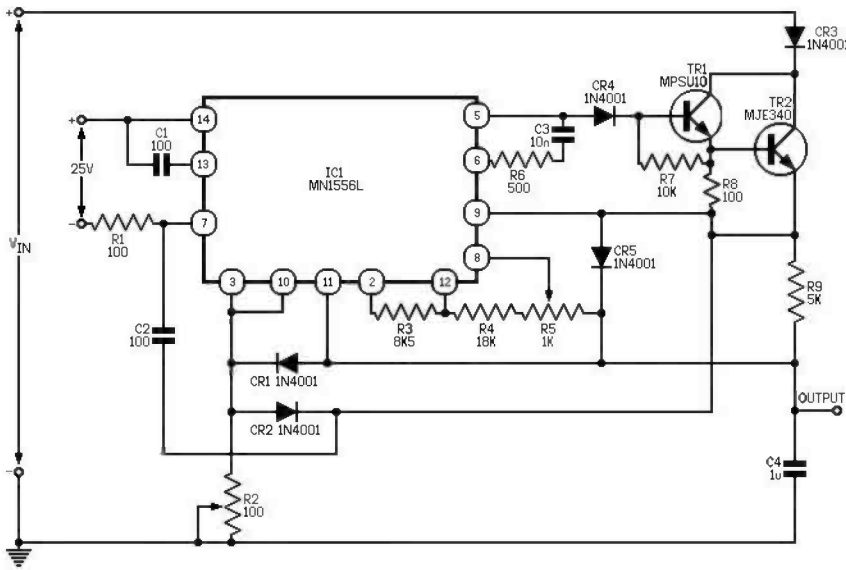 +
CR3
1N4001
TR1
MPSU10
CR4
1N4001
TR2
MJE340
+
14
5
C1
100
C3
10n
13
6
25V
IC1
MN1556L
R6
500
R7
10K
R8
100
-
7
9
R1
100
8
CR5
1N4001
VIN
3
10
11
2
12
R9
5K
C2
100
R3
8K5
R4
18K
R5
1K
CR1 1N4001
OUTPUT
CR2 1N4001
C4
1u
-
R2
100